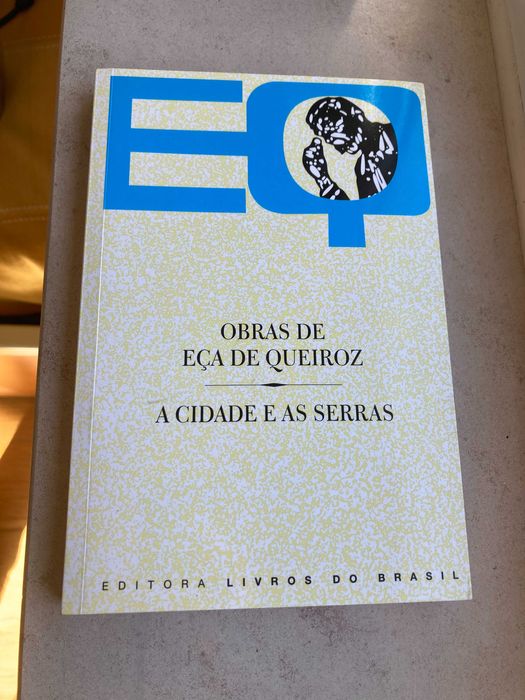 EQ
OBRAS DE
EÇA DE QUEIROZ
A CIDADE E AS SERRAS
EDITORA LIVROS DO BRASIL